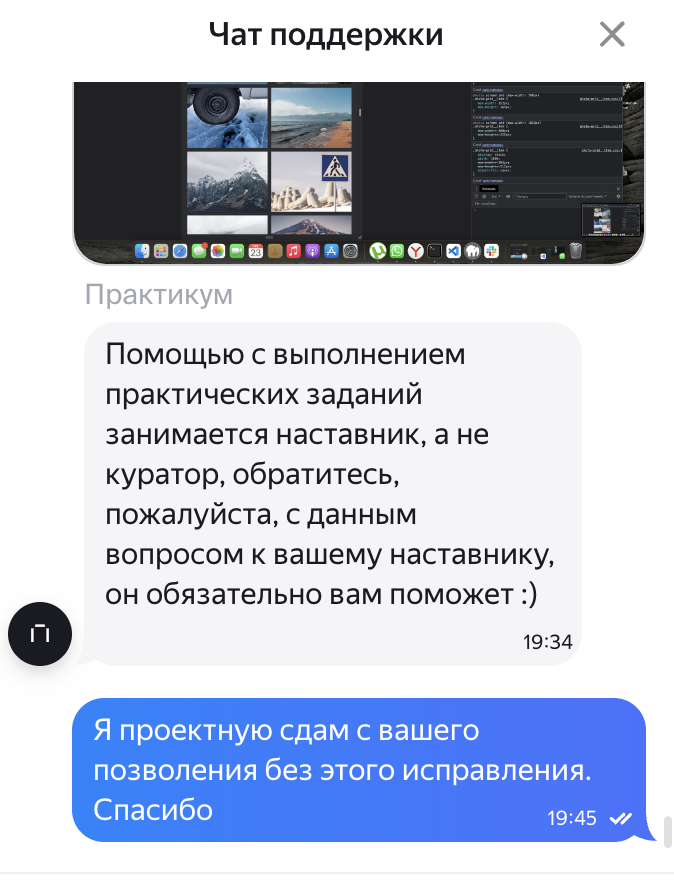 Чат поддержки
23
Практикум
Помощью с выполнением
практических заданий
занимается наставник, а не
куратор, обратитесь,
пожалуйста, с данным
вопросом к вашему наставнику,
он обязательно вам поможет :)
19:34
Я проектную сдам с вашего
позволения без этого исправления.
Спасибо
19:45